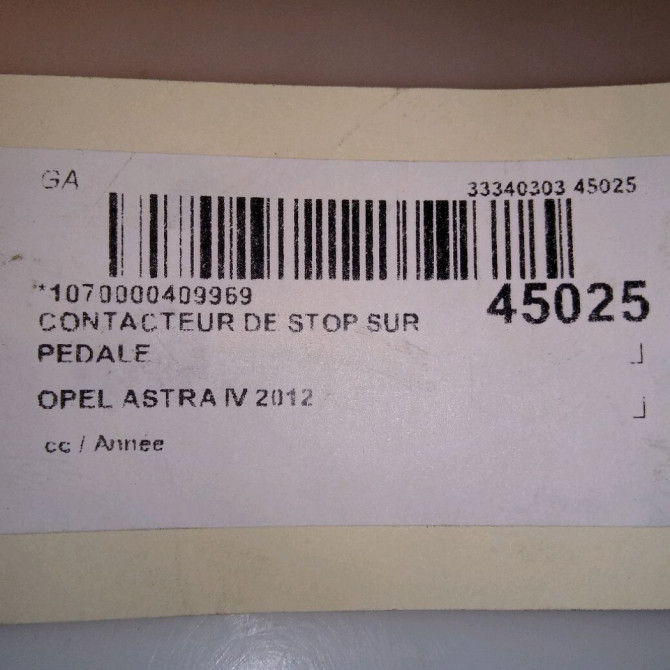 GA
33340303 45025
*1070000409969
45025
CONTACTEUR DE STOP SUR
PEDALE
OPEL ASTRA IV 2012
cc / Année